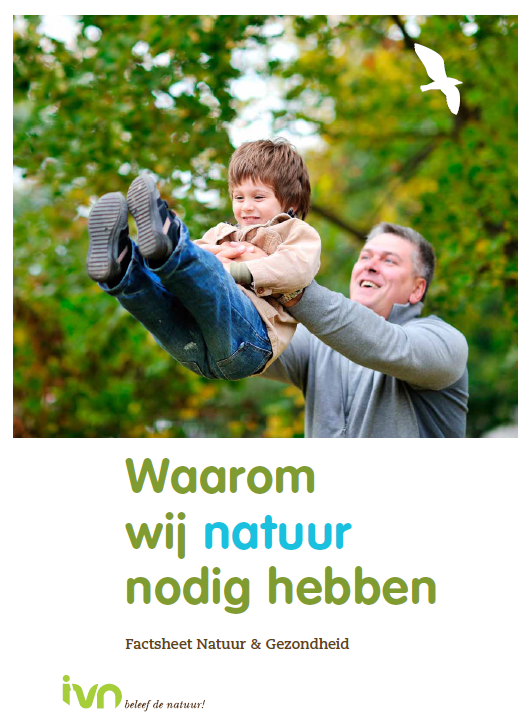 Waarom
wij natuur
nodig hebben
Factsheet Natuur & Gezondheid
ivn beleef de natuur!